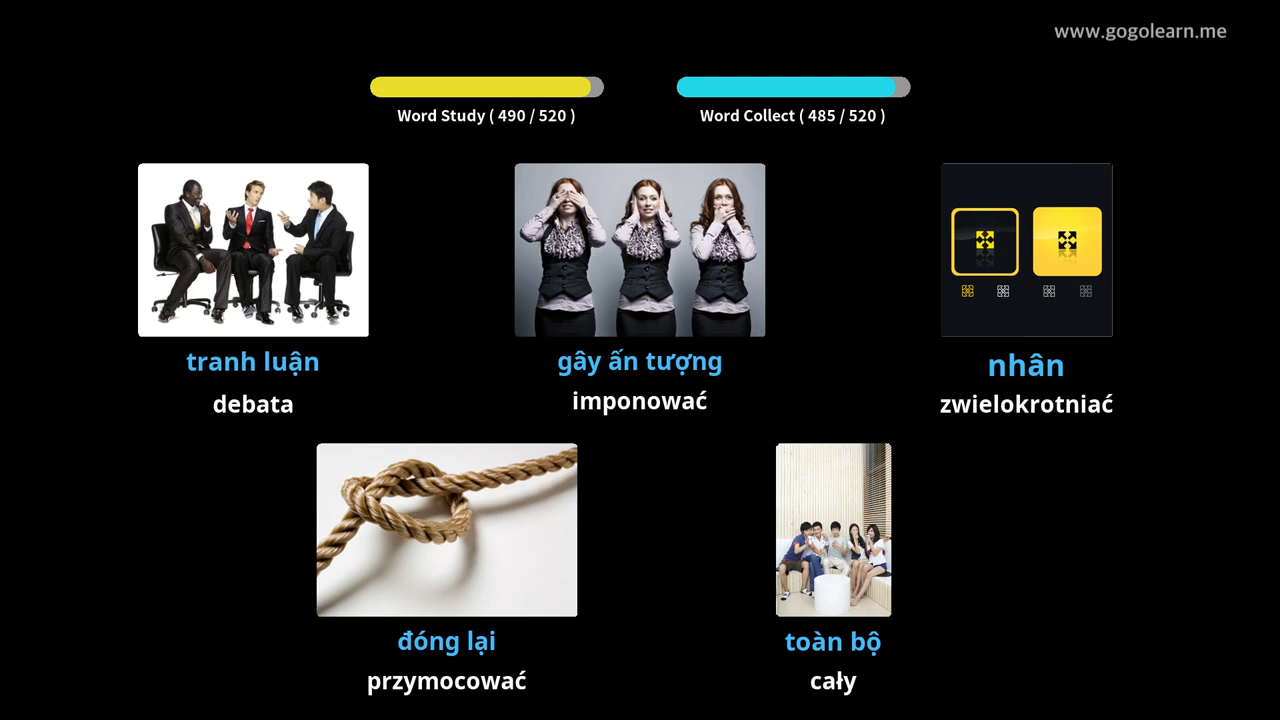 www.gogolearn.me
Word Study ( 490 / 520 )
Word Collect ( 485 / 520 )
tranh luận
debata
gây ấn tượng
imponować
nhân
zwielokrotniać
đóng lại
przymocować
toàn bộ
cały